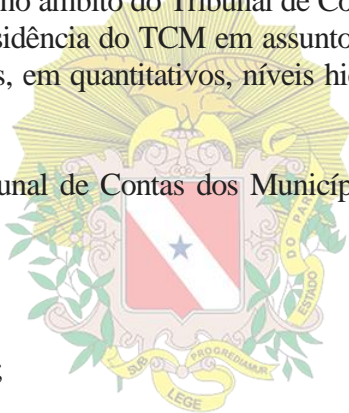 no âmbito do Tribunal de Co
sidência do TCM em assunto
s, em quantitativos, níveis hi
unal de Contas dos Municíp
DO PARÁ
ESTADO
SUB
LEGE
PROGREDIAMUR
;